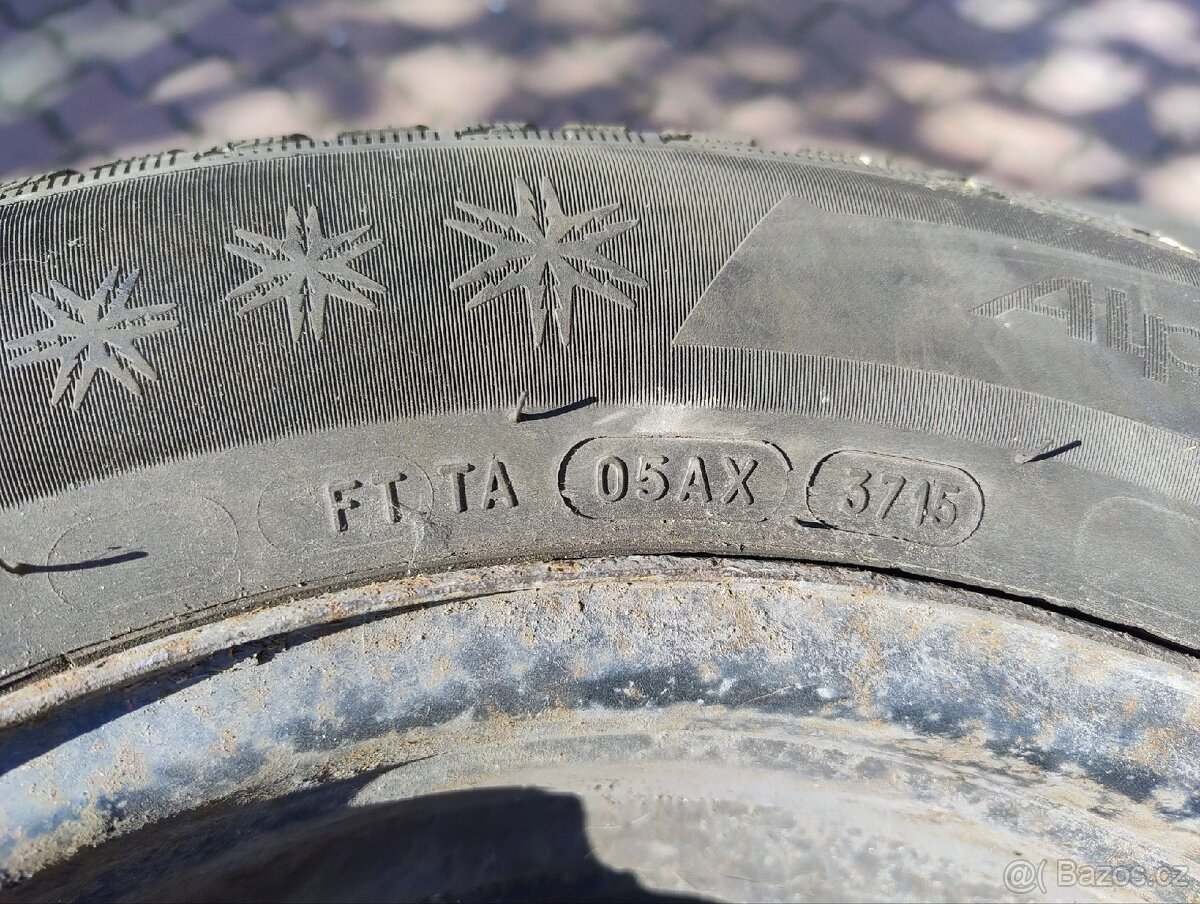 FT TA 05AX 3715
@( Bazos.cz